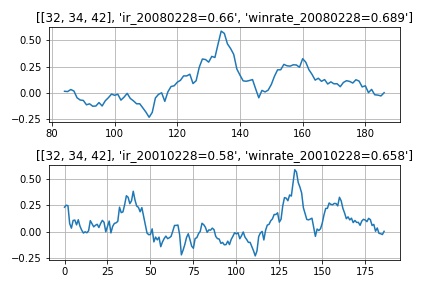 [[32, 34, 42], 'ir_20080228=0.66', 'winrate_20080228=0.689']
0.50
0.25
0.00
−0.25
80 100 120 140 160 180
[[32, 34, 42], 'ir_20010228=0.58', 'winrate_20010228=0.658']
0.50
0.25
0.00
−0.25
0 25 50 75 100 125 150 175